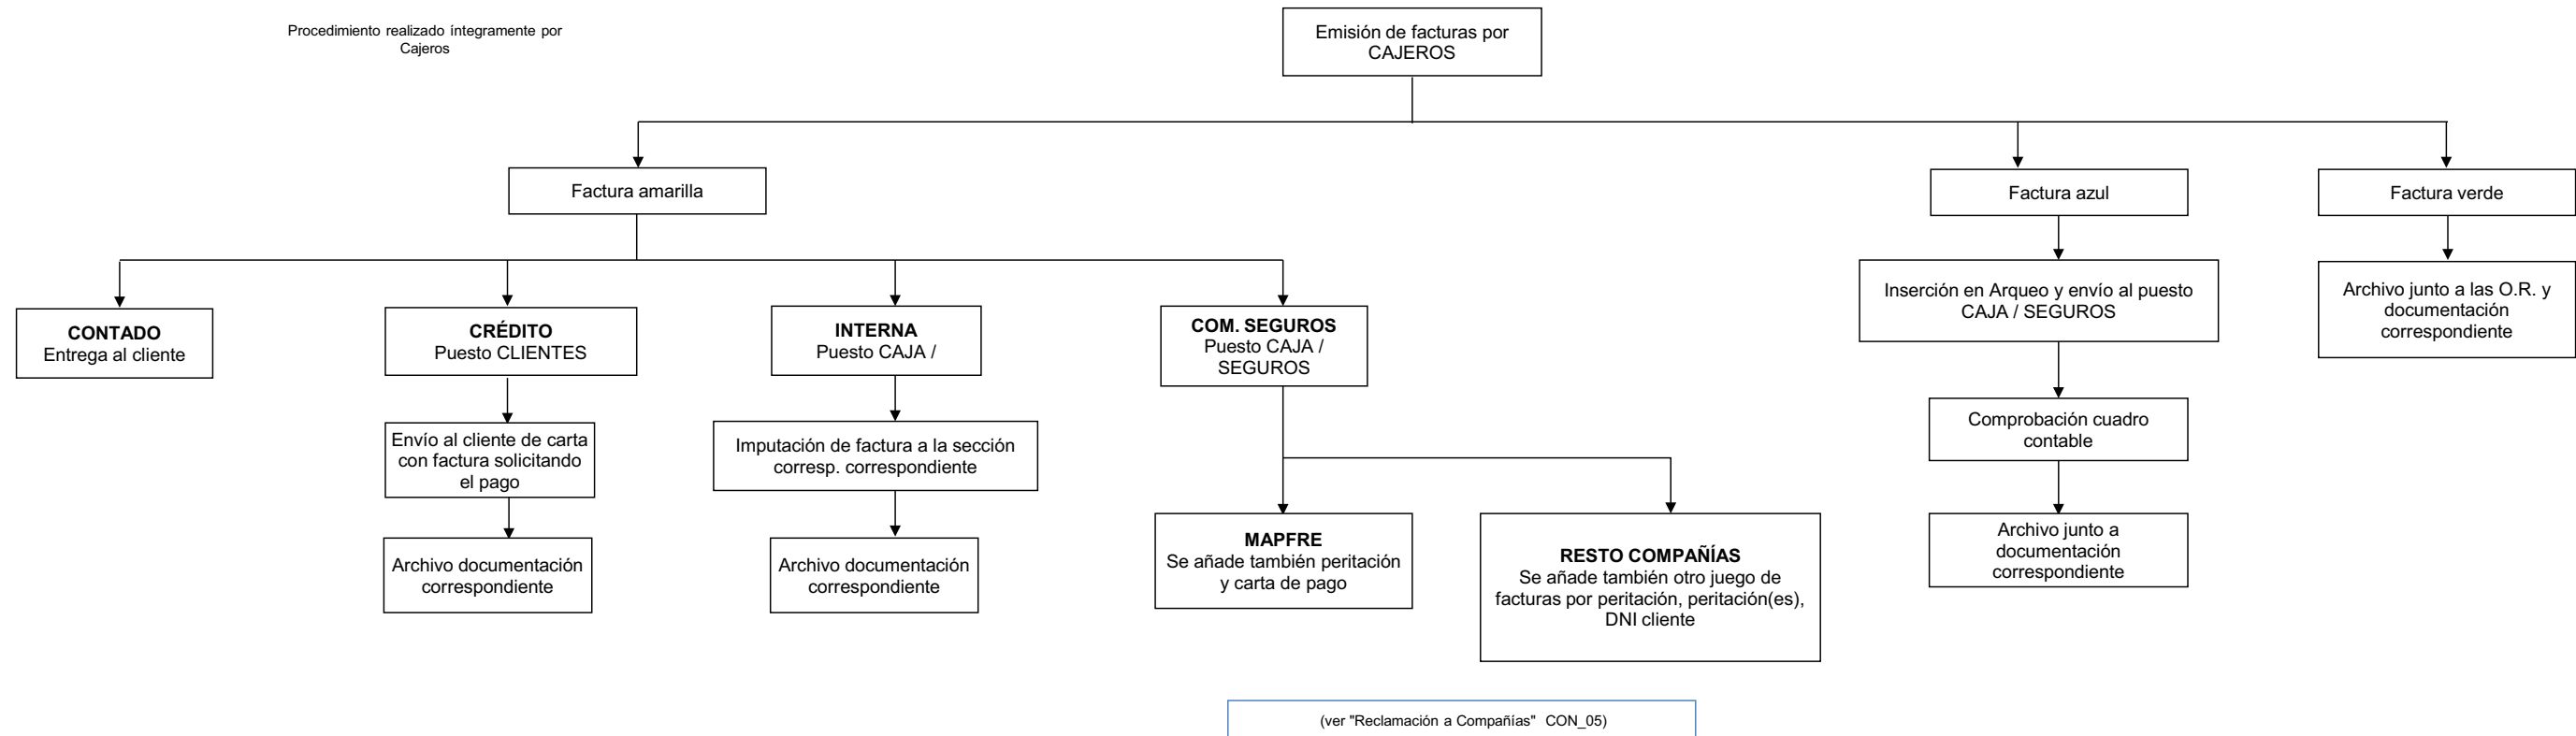 Procedimiento realizado íntegramente por
Cajeros
Emisión de facturas por
CAJEROS
Factura amarilla
Factura azul
Factura verde
CONTADO
Entrega al cliente
CRÉDITO
Puesto CLIENTES
INTERNA
Puesto CAJA /
COM. SEGUROS
Puesto CAJA /
SEGUROS
Inserción en Arqueo y envío al puesto
CAJA / SEGUROS
Archivo junto a las O.R. y
documentación
correspondiente
Envío al cliente de carta
con factura solicitando
el pago
Imputación de factura a la sección
corresp. correspondiente
Comprobación cuadro
contable
Archivo documentación
correspondiente
Archivo documentación
correspondiente
MAPFRE
Se añade también peritación
y carta de pago
RESTO COMPAÑÍAS
Se añade también otro juego de
facturas por peritación, peritación(es),
DNI cliente
Archivo junto a
documentación
correspondiente
(ver "Reclamación a Compañías" CON_05)